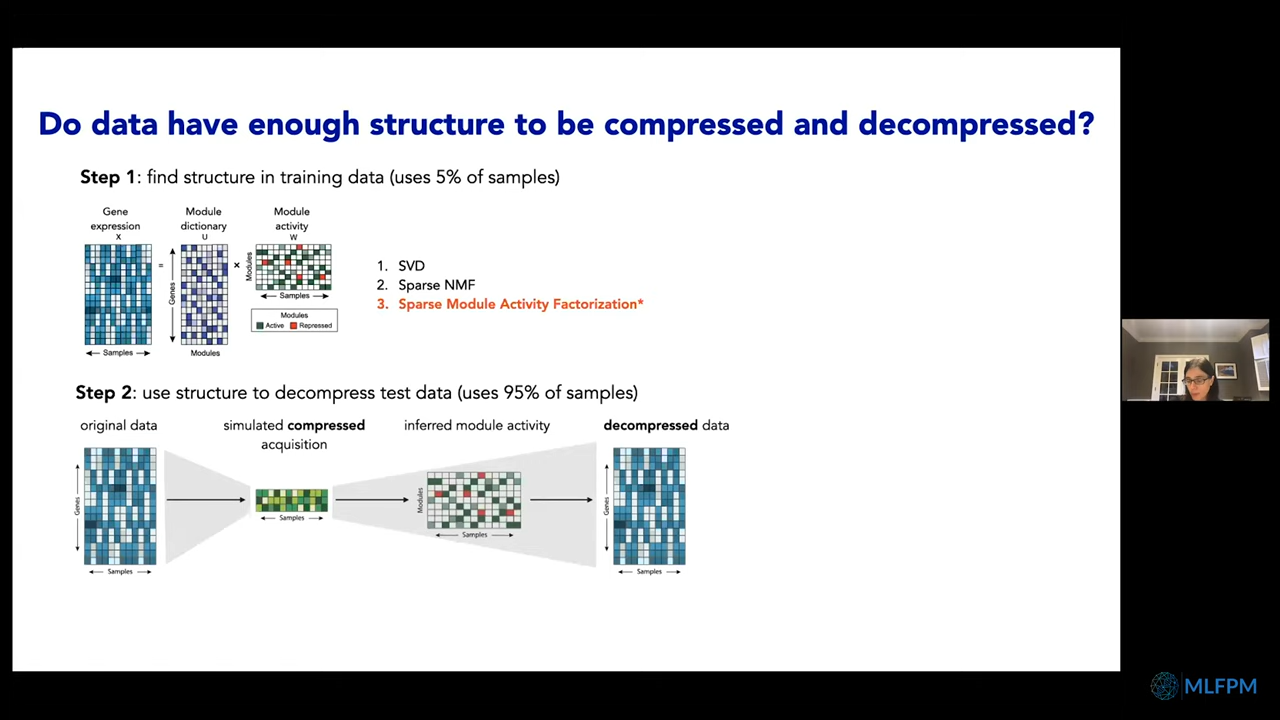 Do data have enough structure to be compressed and decompressed?
Step 1: find structure in training data (uses 5% of samples)
Gene
expression
X
Module
dictionary
U
Module
activity
W
=
×
Genes
Modules
Samples
Samples
Modules
Modules
Active Repressed
1. SVD
2. Sparse NMF
3. Sparse Module Activity Factorization*
Step 2: use structure to decompress test data (uses 95% of samples)
original data
simulated compressed
acquisition
inferred module activity
decompressed data
Genes
Samples
Samples
Modules
Samples
Genes
Samples
MLFPM